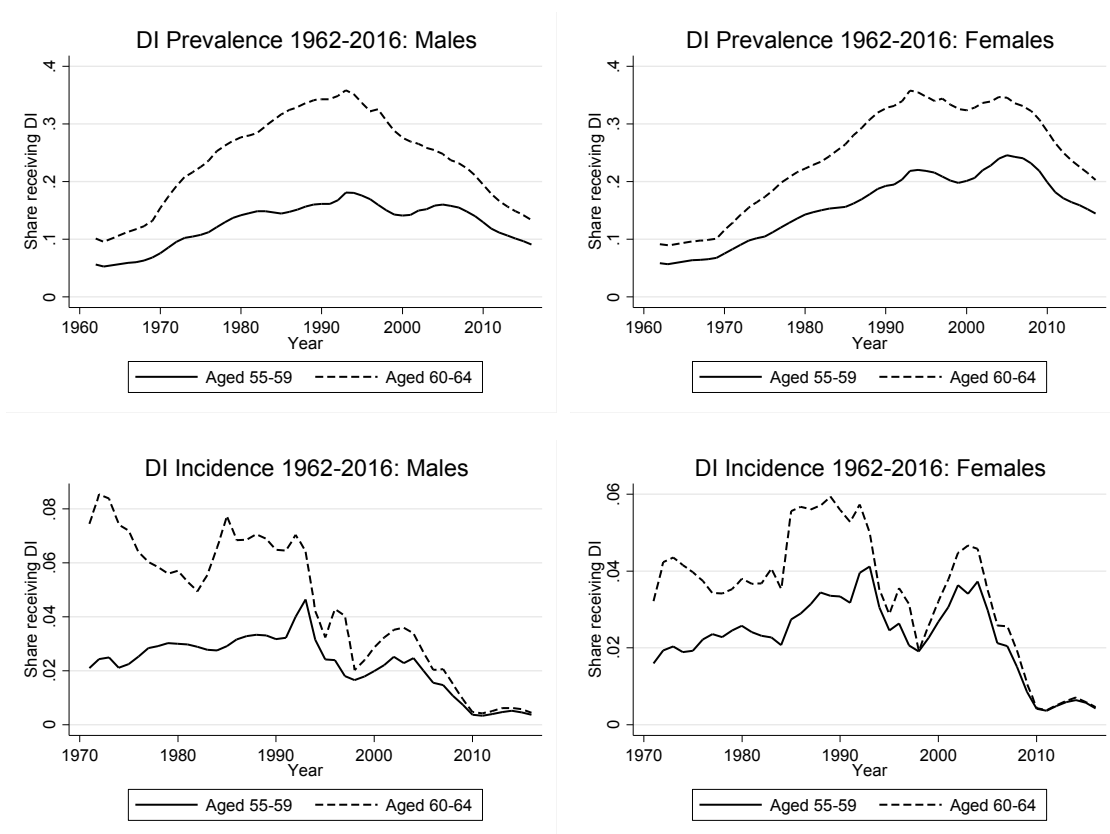 DI Prevalence 1962-2016: Males
Share receiving DI
.4
.3
.2
.1
0
1960 1970 1980 1990 2000 2010
Year
Aged 55-59 Aged 60-64
DI Prevalence 1962-2016: Females
Share receiving DI
.4
.3
.2
.1
0
1960 1970 1980 1990 2000 2010
Year
Aged 55-59 Aged 60-64
DI Incidence 1962-2016: Males
Share receiving DI
.08
.06
.04
.02
0
1970 1980 1990 2000 2010
Year
Aged 55-59 Aged 60-64
DI Incidence 1962-2016: Females
Share receiving DI
.06
.04
.02
0
1970 1980 1990 2000 2010
Year
Aged 55-59 Aged 60-64